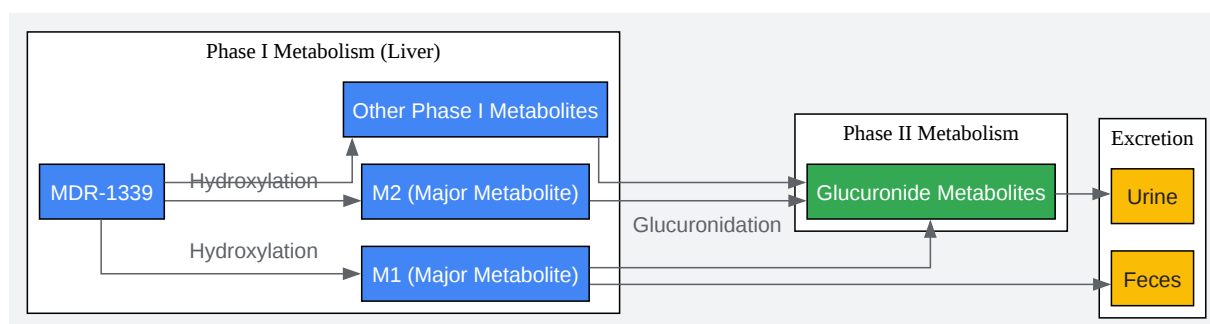 Phase I Metabolism (Liver)
Other Phase I Metabolites
MDR-1339
Hydroxylation
M2 (Major Metabolite)
Hydroxylation
M1 (Major Metabolite)
Glucuronidation
Phase II Metabolism
Glucuronide Metabolites
Excretion
Urine
Feces